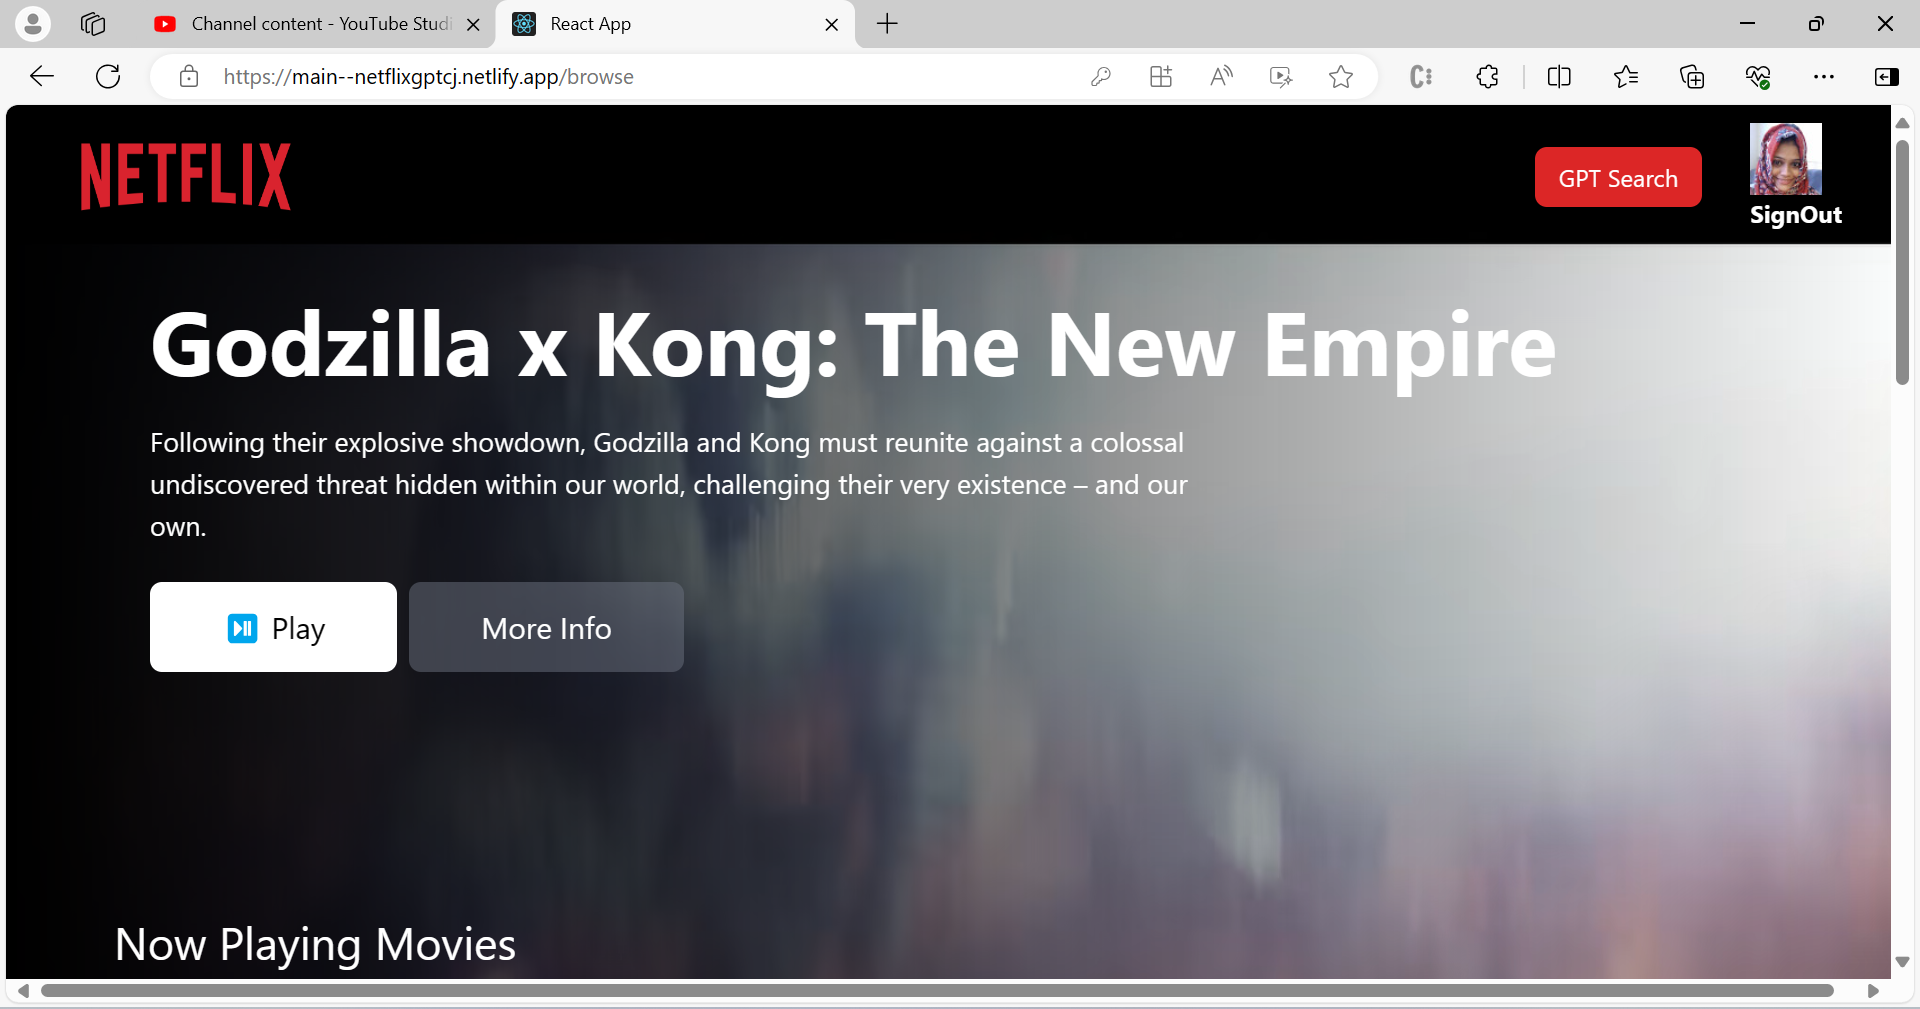 Channel content - YouTube Studi
React App
https://main--netflixgptcj.netlify.app/browse
NETFLIX
GPT Search
SignOut
Godzilla x Kong: The New Empire
Following their explosive showdown, Godzilla and Kong must reunite against a colossal
undiscovered threat hidden within our world, challenging their very existence – and our
own.
Play
More Info
Now Playing Movies